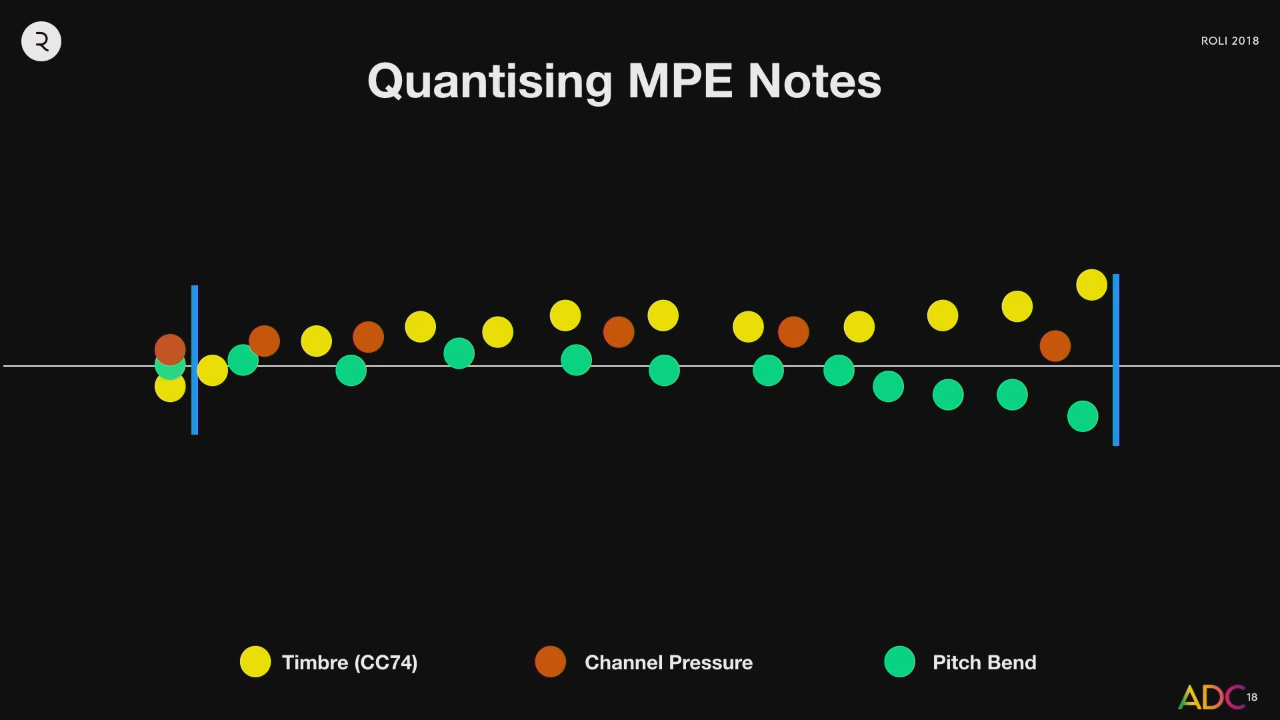 R
ROLI 2018
Quantising MPE Notes
Timbre (CC74)
Channel Pressure
Pitch Bend
ADC18